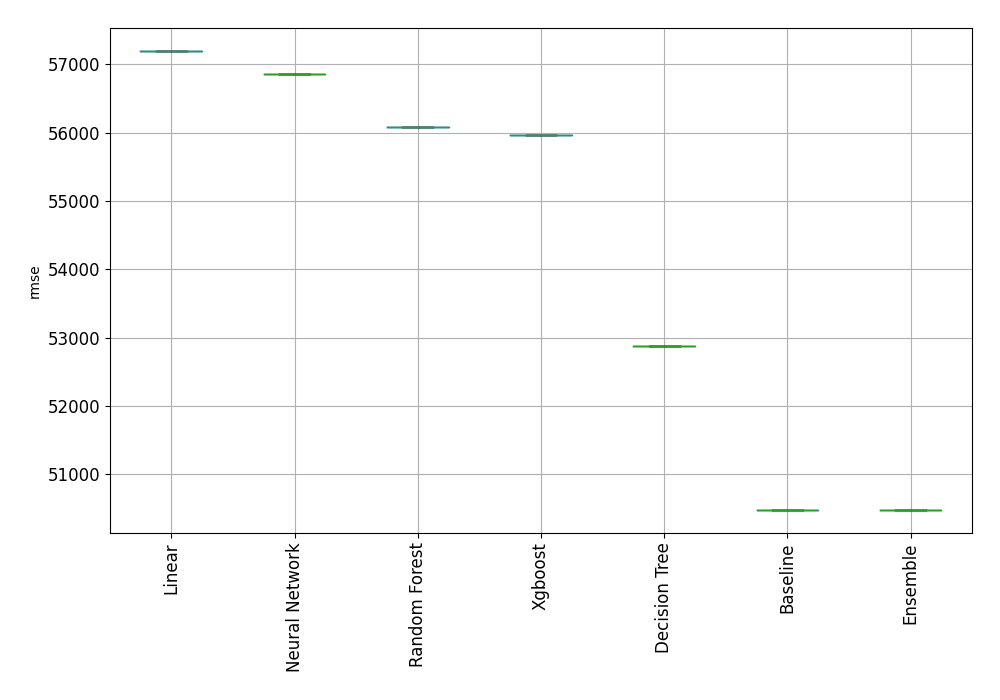 rmse
57000
56000
55000
54000
53000
52000
51000
Linear
Neural Network
Random Forest
Xgboost
Decision Tree
Baseline
Ensemble